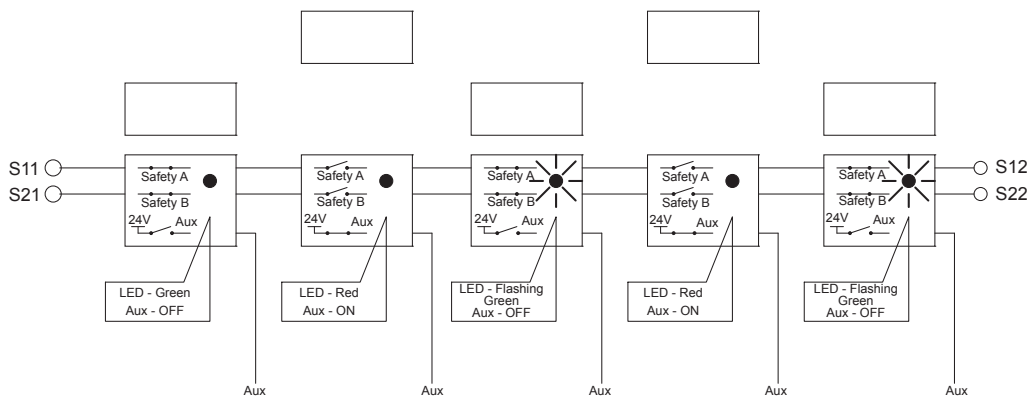 S11
S21
Safety A
Safety B
24V Aux
LED - Green
Aux - OFF
Aux
Safety A
Safety B
24V Aux
LED - Red
Aux - ON
Aux
Safety A
Safety B
24V Aux
LED - Flashing
Green
Aux - OFF
Aux
Safety A
Safety B
24V Aux
LED - Red
Aux - ON
Aux
Safety A
Safety B
24V Aux
LED - Flashing
Green
Aux - OFF
Aux
S12
S22